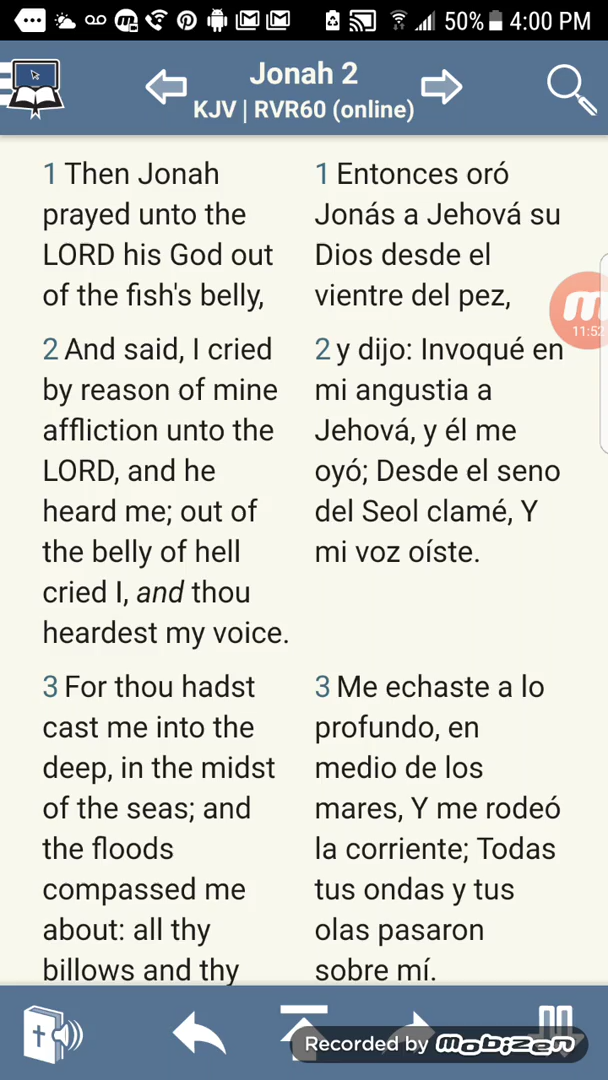 50% 4:00 PM
Jonah 2
KJV | RVR60 (online)
1 Then Jonah
prayed unto the
LORD his God out
of the fish's belly,
2 And said, I cried
by reason of mine
affliction unto the
LORD, and he
heard me; out of
the belly of hell
cried I, and thou
heardest my voice.
3 For thou hadst
cast me into the
deep, in the midst
of the seas; and
the floods
compassed me
about: all thy
billows and thy
1 Entonces oró
Jonás a Jehová su
Dios desde el
vientre del pez,
2 y dijo: Invoqué en
mi angustia a
Jehová, y él me
oyó; Desde el seno
del Seol clamé, Y
mi voz oíste.
3 Me echaste a lo
profundo, en
medio de los
mares, Y me rodeó
la corriente; Todas
tus ondas y tus
olas pasaron
sobre mí.
11:52
Recorded by mobizen